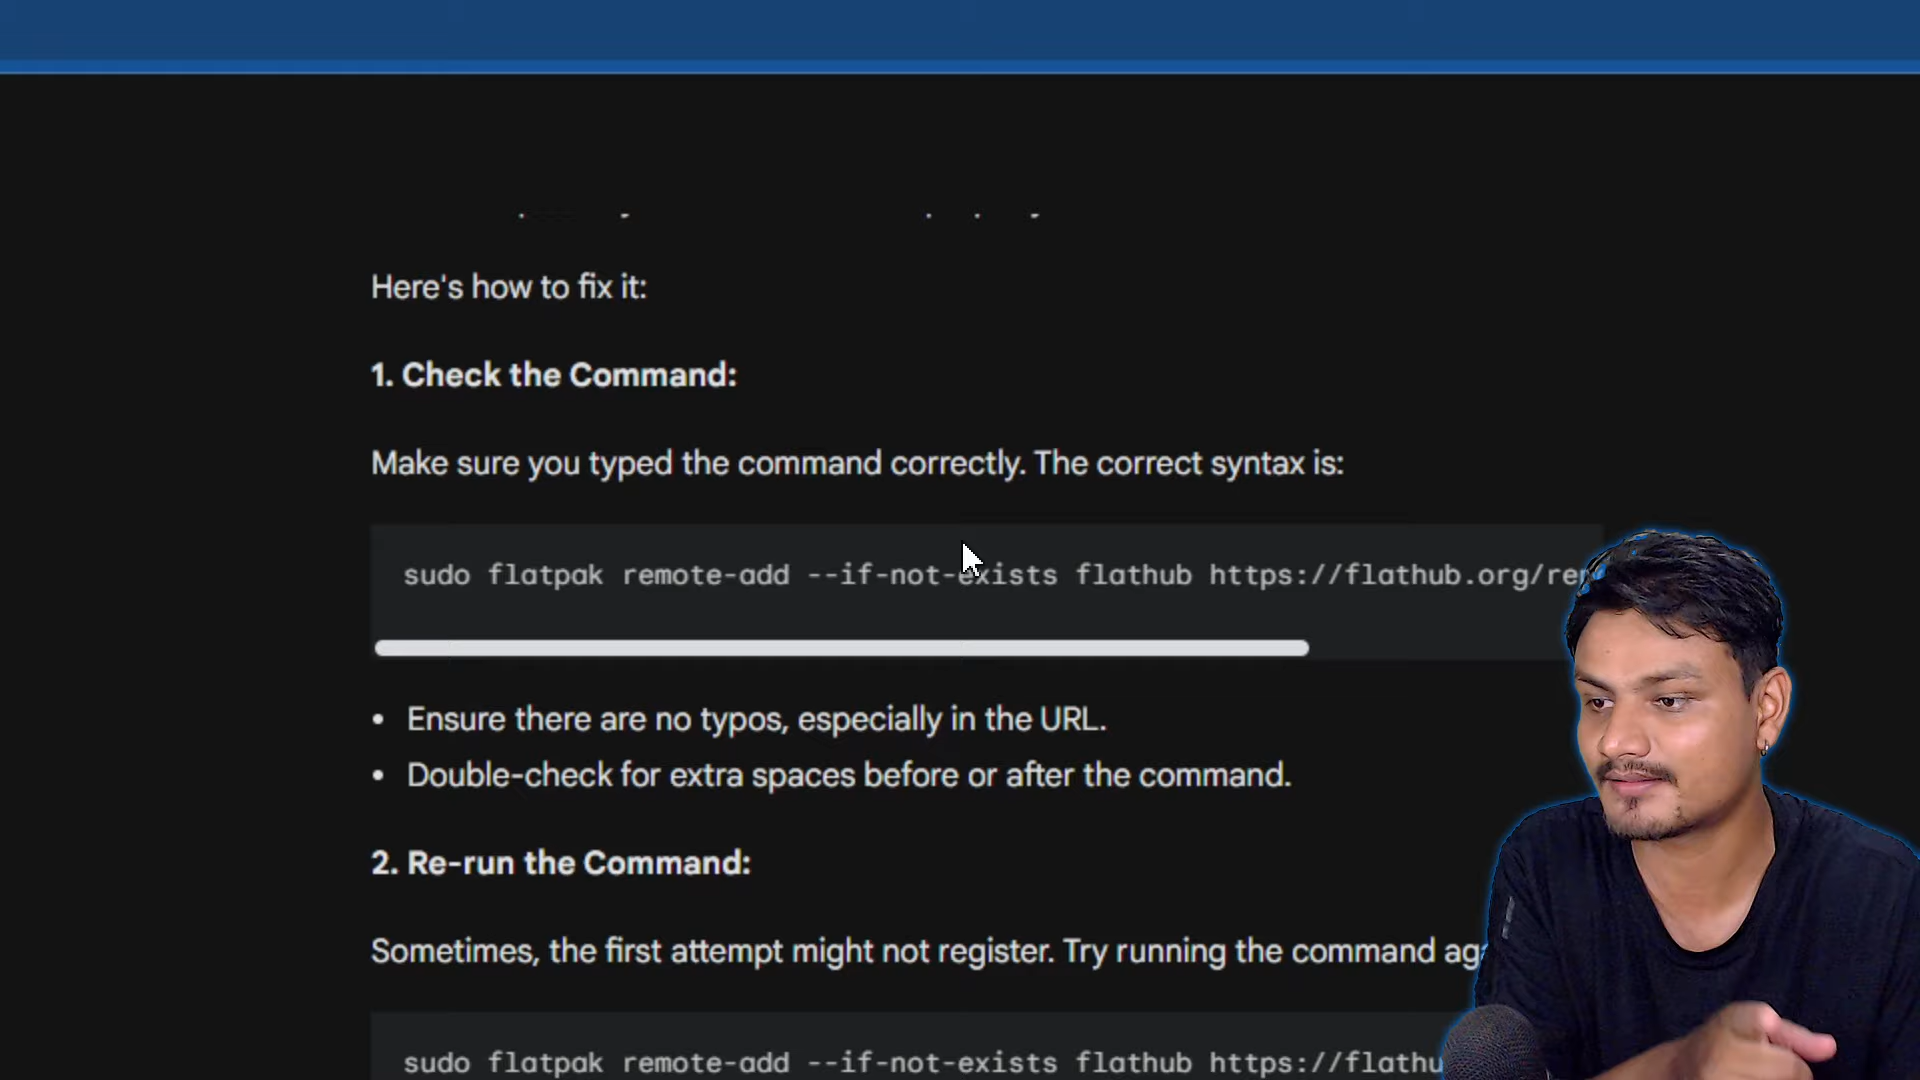 Here's how to fix it:
1. Check the Command:
Make sure you typed the command correctly. The correct syntax is:
sudo flatpak remote-add --if-not-exists flathub https://flathub.org/re
• Ensure there are no typos, especially in the URL.
• Double-check for extra spaces before or after the command.
2. Re-run the Command:
Sometimes, the first attempt might not register. Try running the command aga
sudo flatpak remote-add --if-not-exists flathub https://flathu